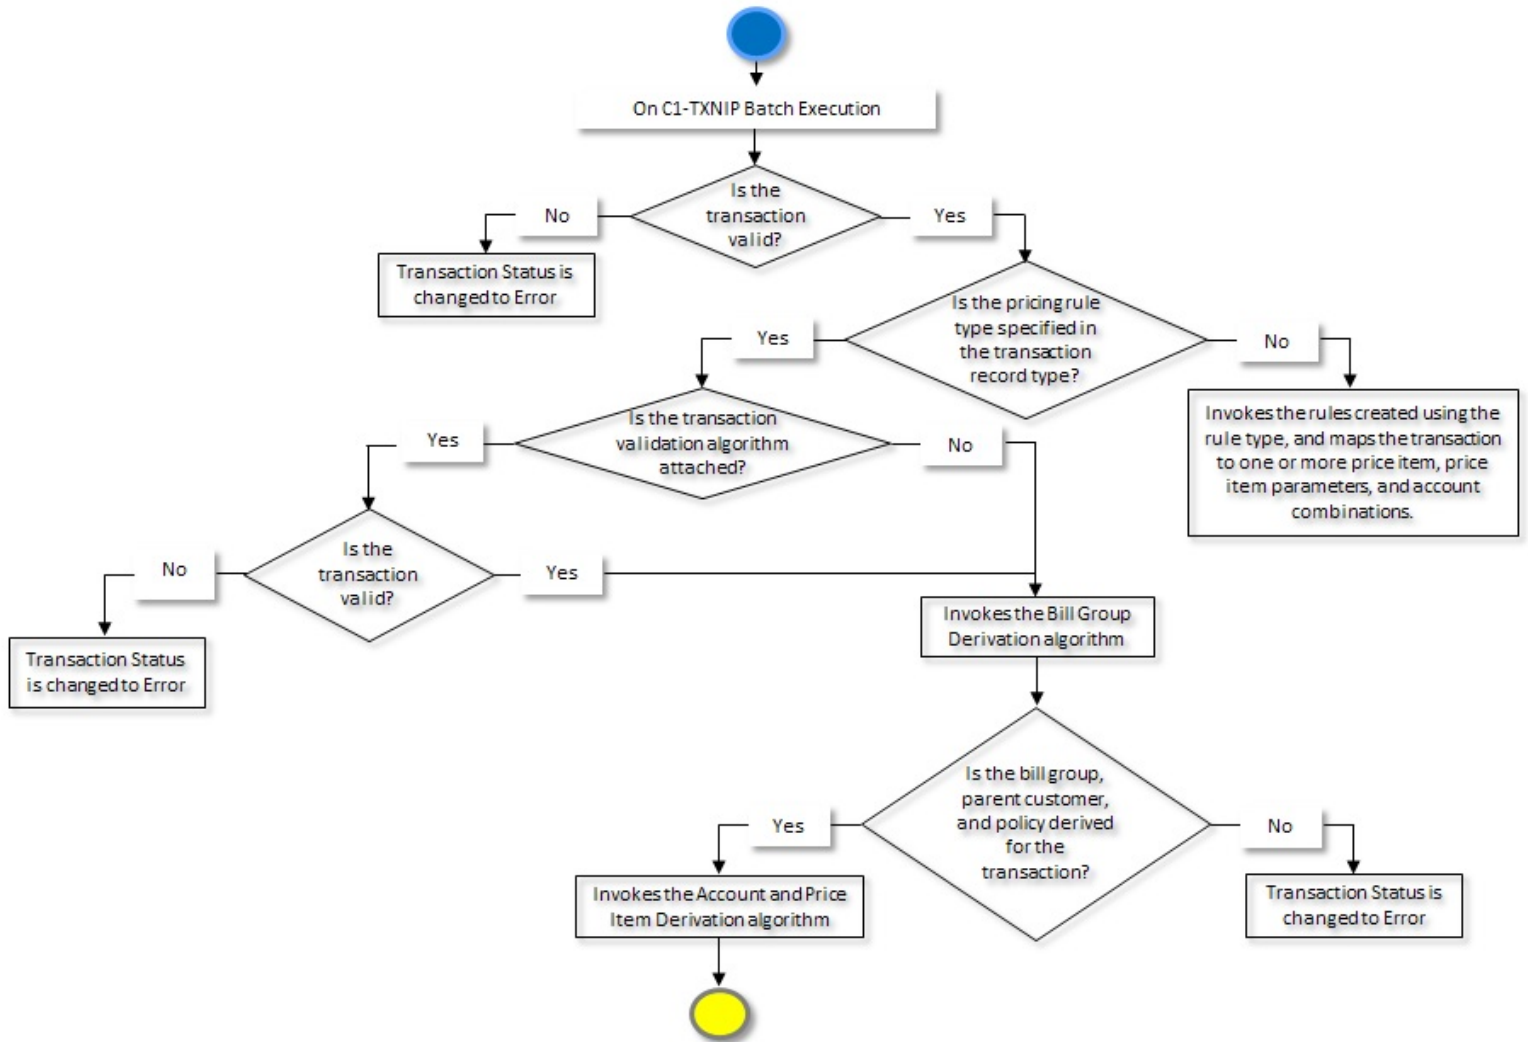 On C1-TXNIP Batch Execution
Is the
transaction
valid?
No
Yes
Transaction Status is
changed to Error
Is the pricing rule
type specified in
the transaction
record type?
Yes
No
Invokes the rules created using the
rule type, and maps the transaction
to one or more price item, price
item parameters, and account
combinations.
Is the transaction
validation algorithm
attached?
Yes
No
Is the
transaction
valid?
No
Yes
Transaction Status
is changed to Error
Invokes the Bill Group
Derivation algorithm
Is the bill group,
parent customer,
and policy derived
for the
transaction?
Yes
No
Invokes the Account and Price
Item Derivation algorithm
Transaction Status is
changed to Error